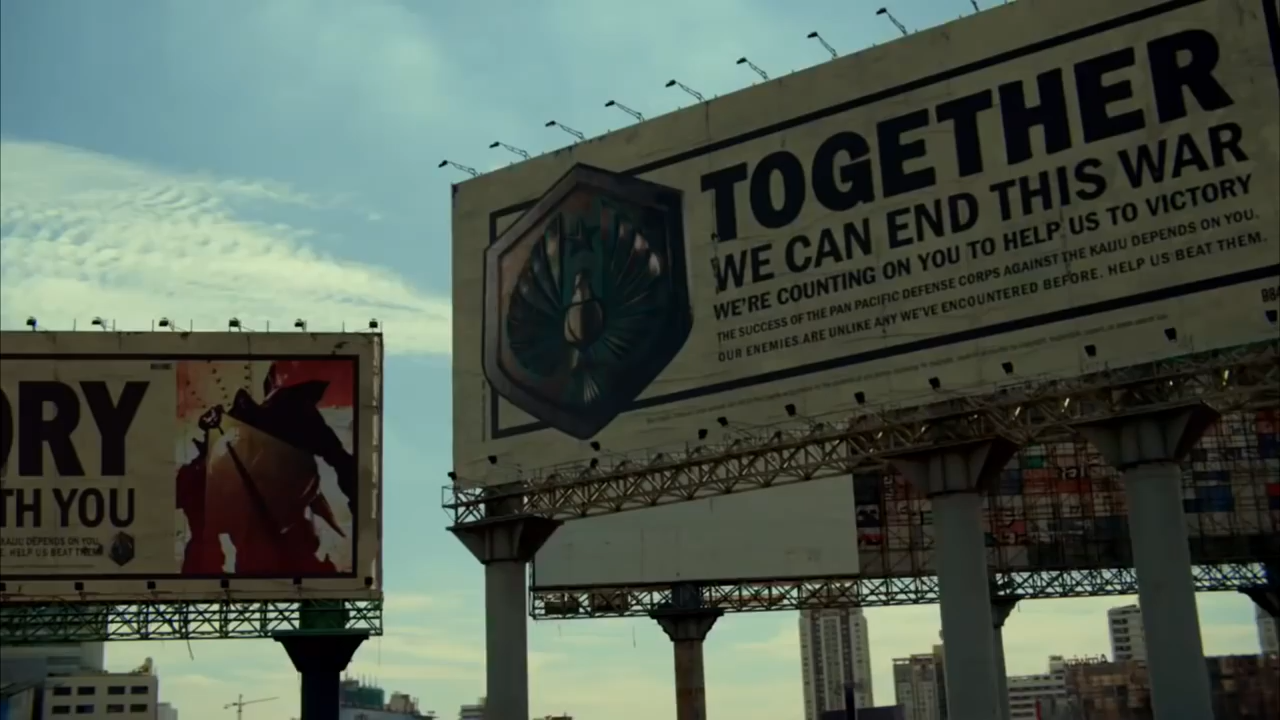 TOGETHER
WE CAN END THIS WAR
WE'RE COUNTING ON YOU TO HELP US TO VICTORY
THE SUCCESS OF THE PAN PACIFIC DEFENSE CORPS AGAINST THE KAIJU DEPENDS ON YOU.
OUR ENEMIES ARE UNLIKE ANY WE'VE ENCOUNTERED BEFORE. HELP US BEAT THEM.
ORY
TH YOU
KAIJU DEPENDS ON YOU.
E. HELP US BEAT THEM